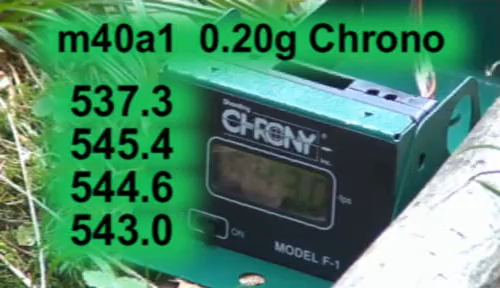 m40a1 0.20g Chrono
537.3
545.4
544.6
543.0
Shooting
CHRONY
Inc.
fps
ON
MODEL F-1